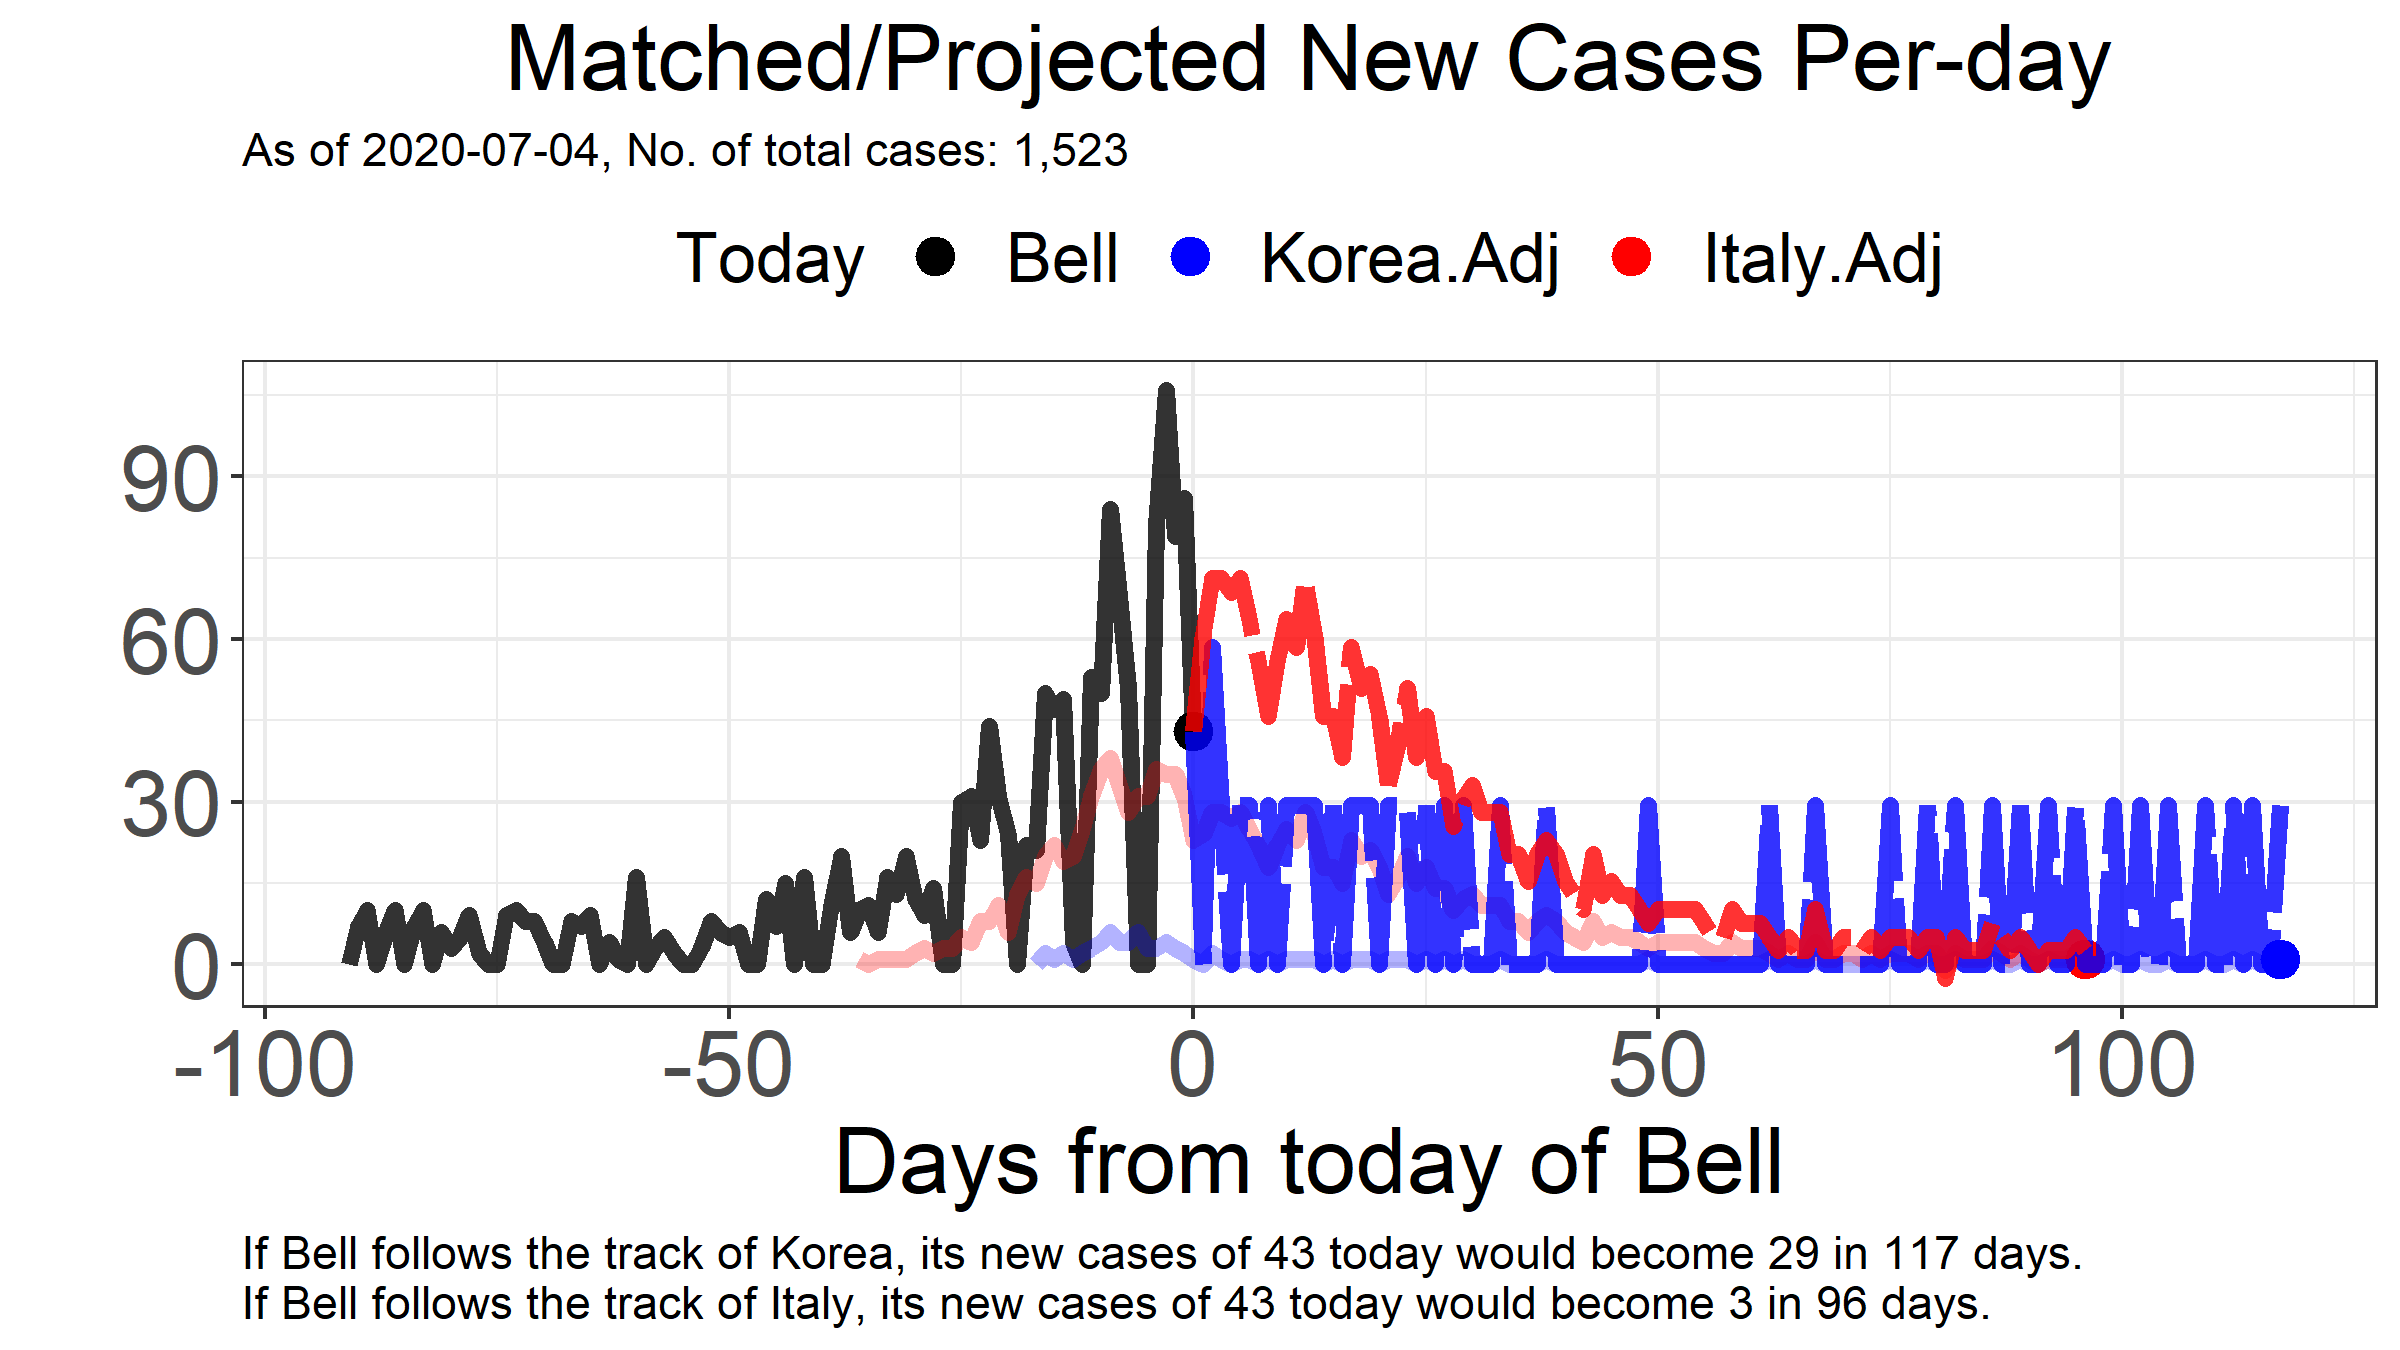 Matched/Projected New Cases Per-day
As of 2020-07-04, No. of total cases: 1,523
Today Bell Korea.Adj Italy.Adj
90
60
30
0
-100 -50 0 50 100
Days from today of Bell
If Bell follows the track of Korea, its new cases of 43 today would become 29 in 117 days.
If Bell follows the track of Italy, its new cases of 43 today would become 3 in 96 days.